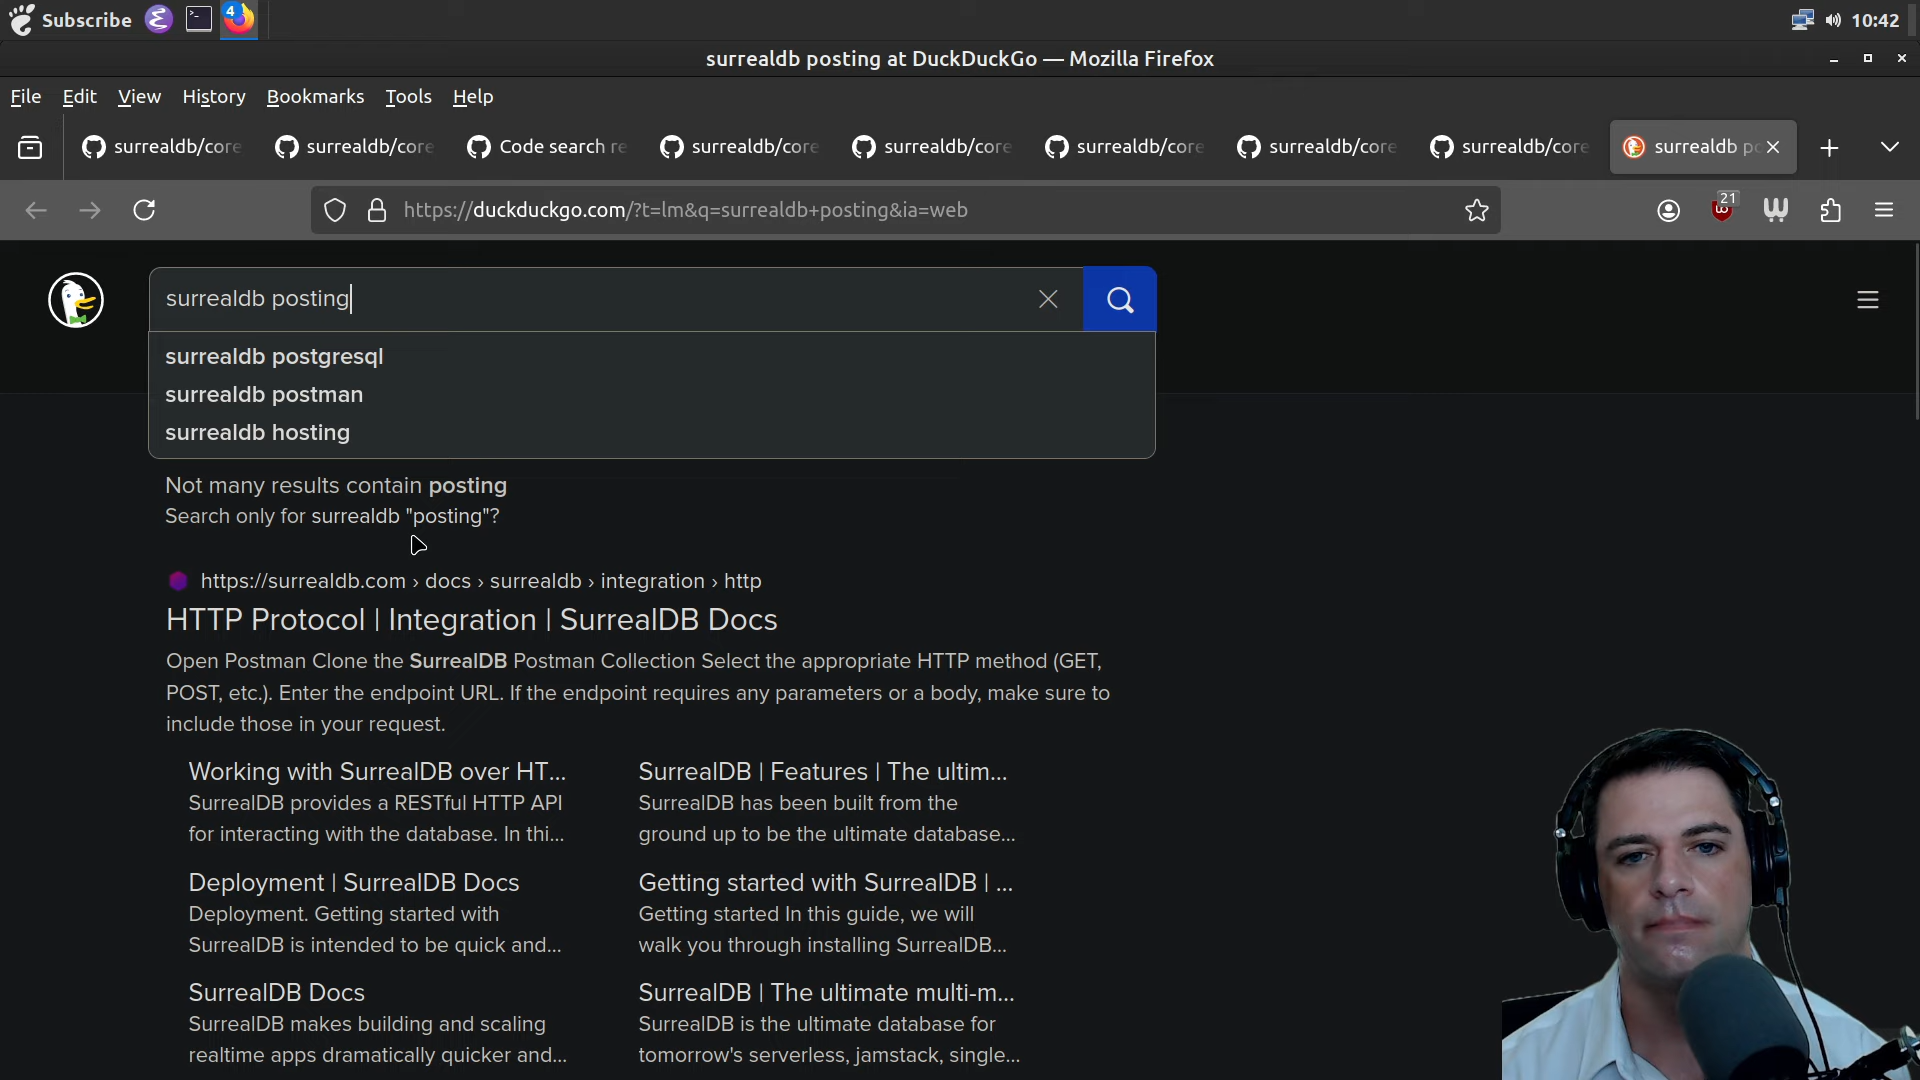 Subscribe
4
10:42
surrealdb posting at DuckDuckGo — Mozilla Firefox
File Edit View History Bookmarks Tools Help
surrealdb/core surrealdb/core Code search re surrealdb/core surrealdb/core surrealdb/core surrealdb/core surrealdb/core surrealdb po
https://duckduckgo.com/?t=lm&q=surrealdb+posting&ia=web
21
surrealdb posting
surrealdb postgresql
surrealdb postman
surrealdb hosting
Not many results contain posting
Search only for surrealdb "posting"?
https://surrealdb.com › docs › surrealdb › integration › http
HTTP Protocol | Integration | SurrealDB Docs
Open Postman Clone the SurrealDB Postman Collection Select the appropriate HTTP method (GET,
POST, etc.). Enter the endpoint URL. If the endpoint requires any parameters or a body, make sure to
include those in your request.
Working with SurrealDB over HT...
SurrealDB provides a RESTful HTTP API
for interacting with the database. In thi...
SurrealDB | Features | The ultim...
SurrealDB has been built from the
ground up to be the ultimate database...
Deployment | SurrealDB Docs
Deployment. Getting started with
SurrealDB is intended to be quick and...
Getting started with SurrealDB | ...
Getting started In this guide, we will
walk you through installing SurrealDB...
SurrealDB Docs
SurrealDB makes building and scaling
realtime apps dramatically quicker and...
SurrealDB | The ultimate multi-m...
SurrealDB is the ultimate database for
tomorrow's serverless, jamstack, single...